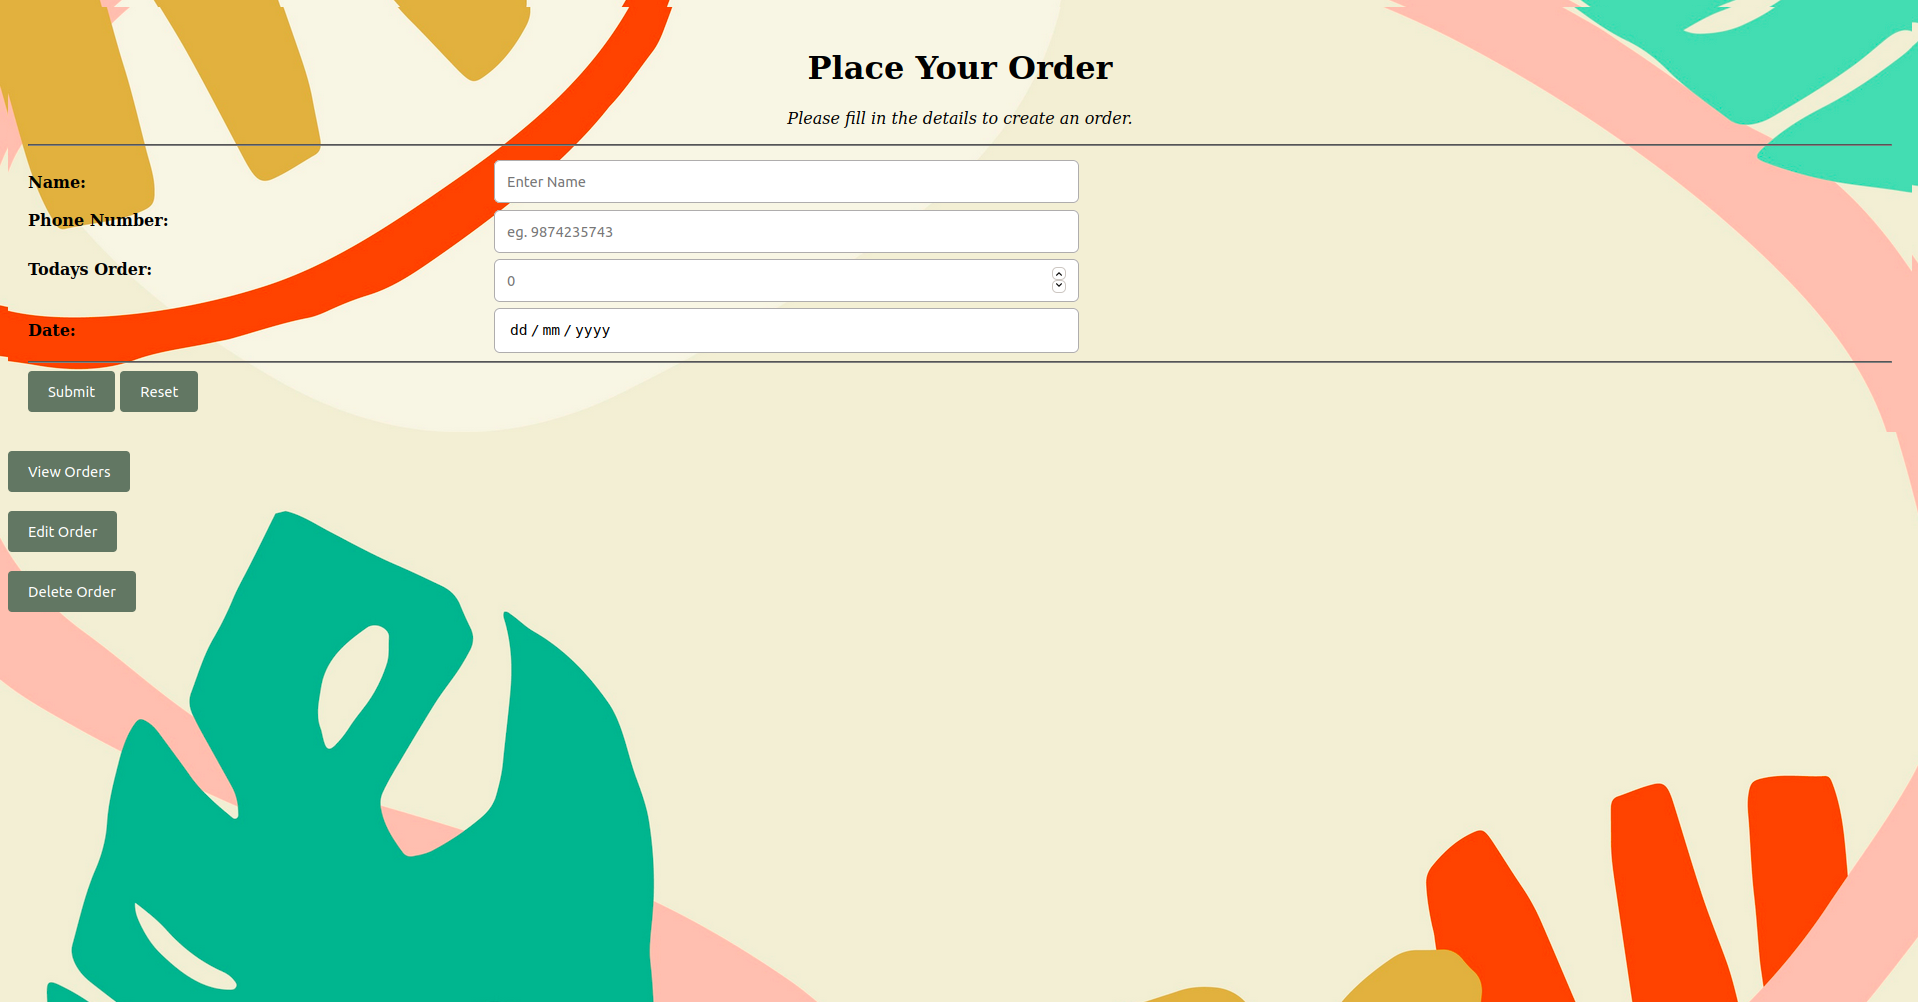 Place Your Order
Please fill in the details to create an order.
Name: Enter Name
Phone Number: eg. 9874235743
Todays Order: 0
Date: dd / mm / yyyy
Submit Reset
View Orders
Edit Order
Delete Order